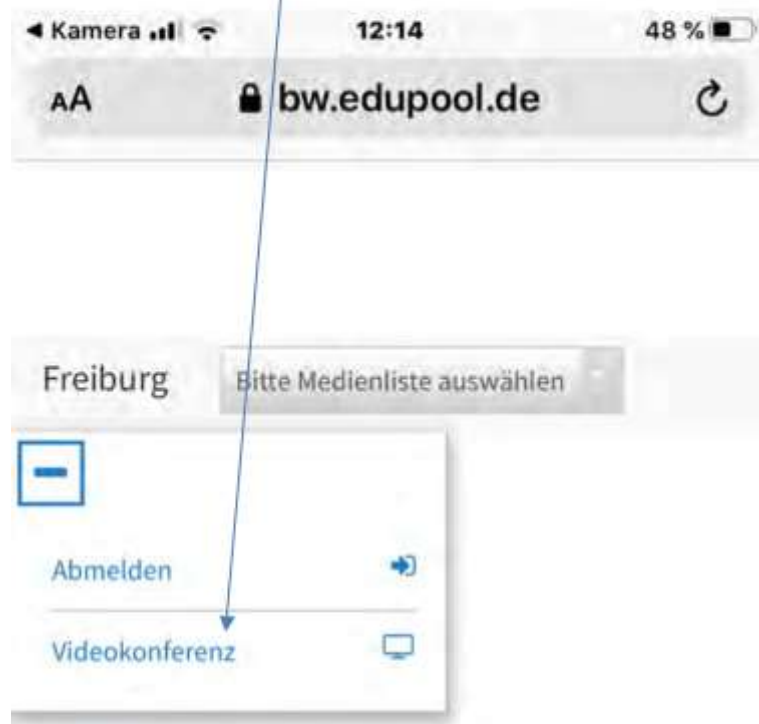 ◀ Kamera 12:14 48 %
AA bw.edupool.de
Freiburg Bitte Medienliste auswählen
Abmelden
Videokonferenz